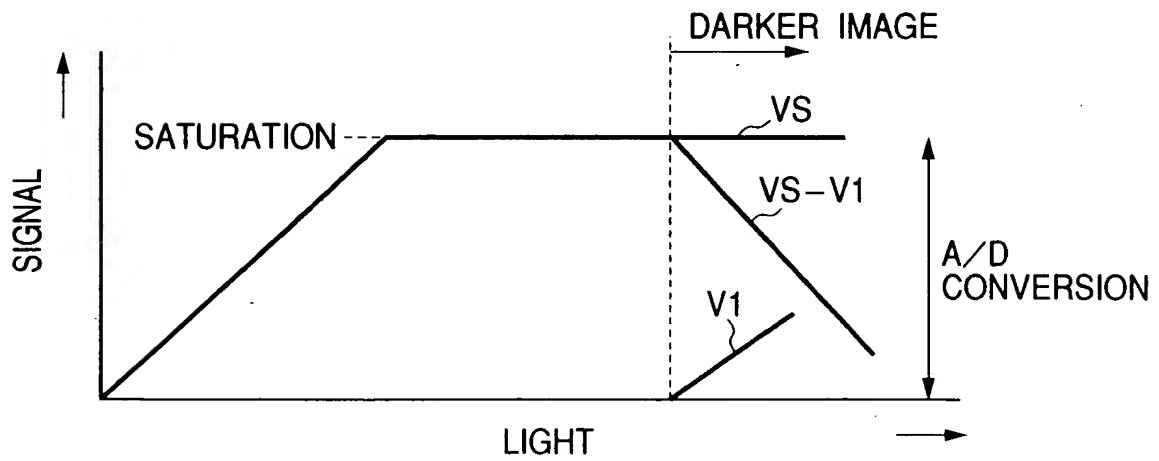 DARKER IMAGE
VS
SATURATION
VS-V1
SIGNAL
A/D
CONVERSION
V1
LIGHT